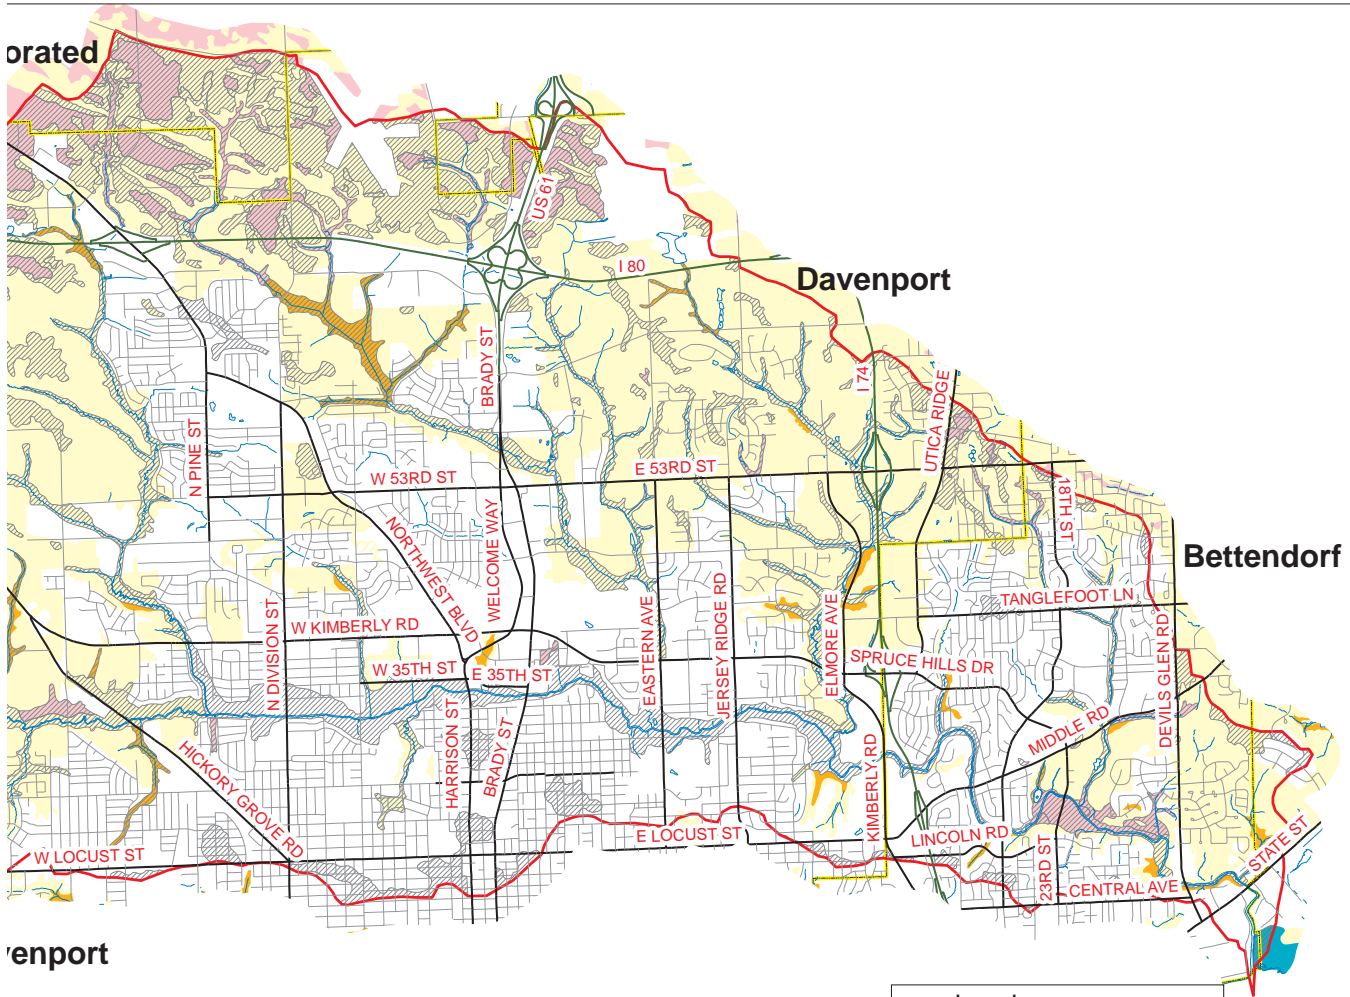 orated
US 61
I 80
Davenport
BRADY ST
I 74
UTICA RIDGE
N PINE ST
W 53RD ST
E 53RD ST
18TH ST
NORTHWEST BLVD
WELCOME WAY
Bettendorf
TANGLEFOOT LN
N DIVISION ST
W KIMBERLY RD
EASTERN AVE
JERSEY RIDGE RD
ELMORE AVE
DEVILS GLEN RD
W 35TH ST
E 35TH ST
SPRUCE HILLS DR
HARRISON ST
BRADY ST
MIDDLE RD
HICKORY GROVE RD
KIMBERLY RD
E LOCUST ST
LINCOLN RD
W LOCUST ST
23RD ST
STATE ST
CENTRAL AVE
venport